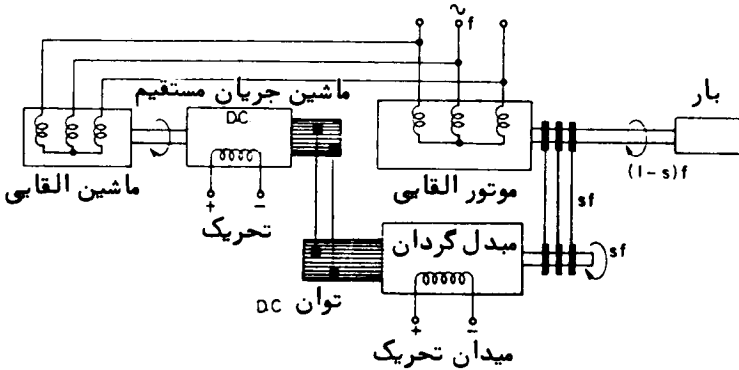 ~ f
ماشین جریان مستقیم
بار
DC
ماشین القایی
موتور القایی
(1-s)f
+ −
تحریک
sf
مبدل گردان
sf
توان DC
+ −
میدان تحریک